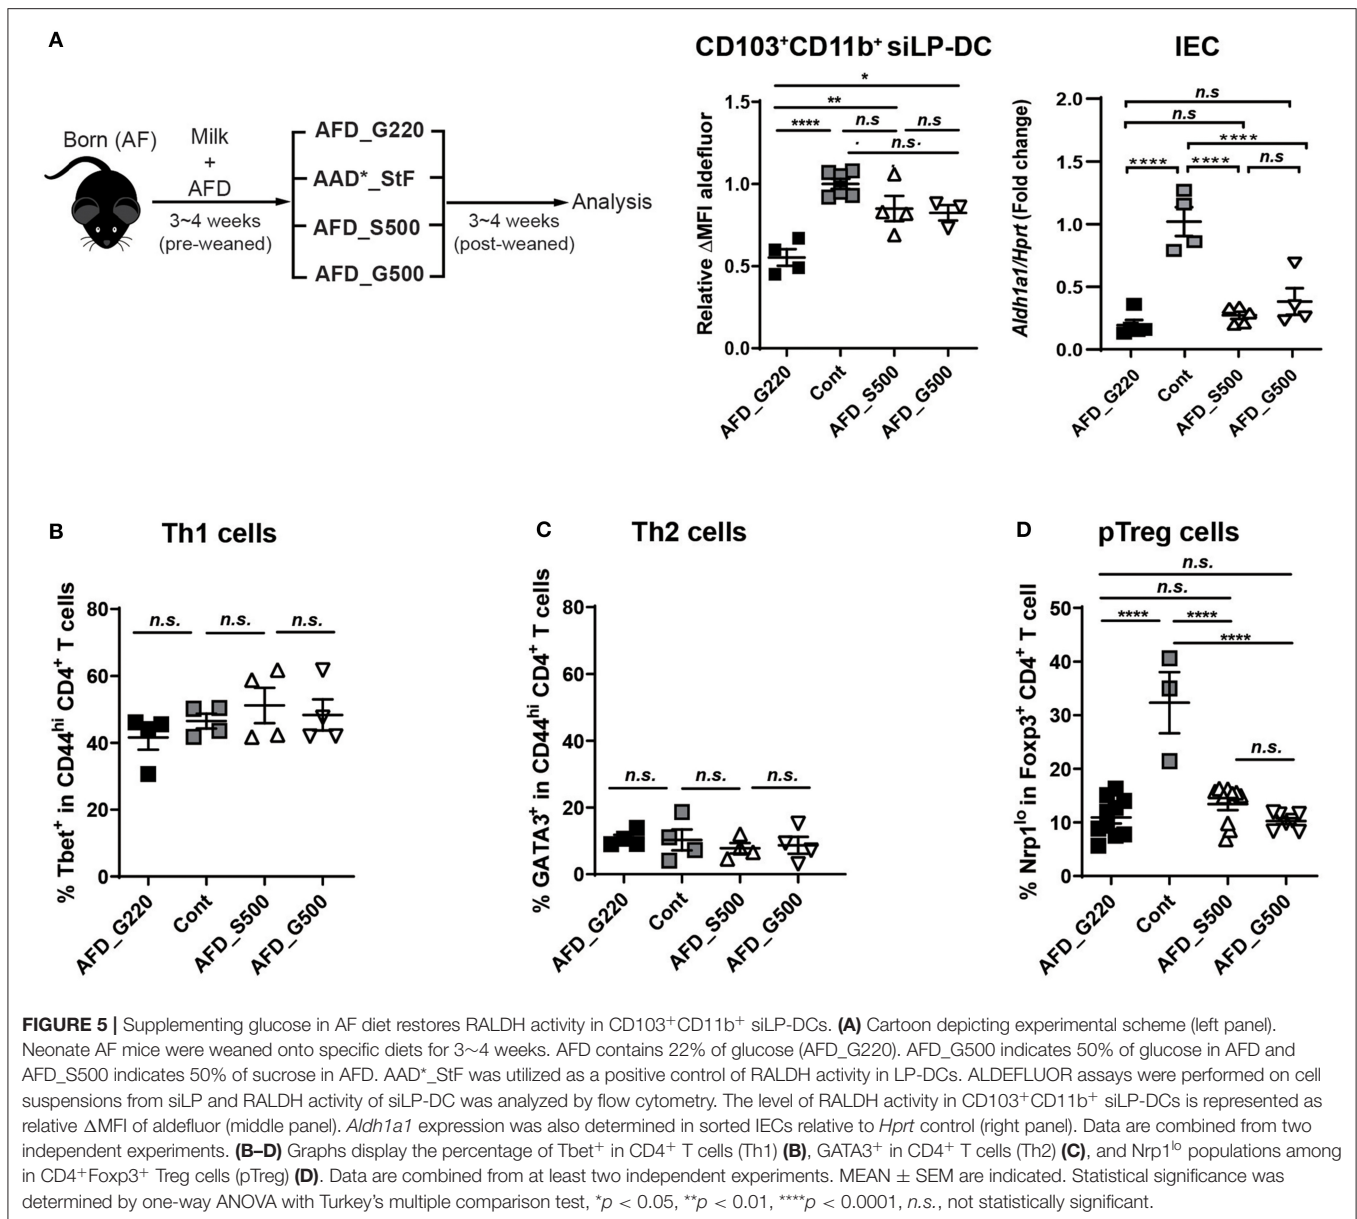 A
Born (AF)
Milk
+
AFD
3~4 weeks
(pre-weaned)
AFD_G220
AAD*_StF
AFD_S500
AFD_G500
3~4 weeks
(post-weaned)
Analysis
CD103⁺CD11b⁺ siLP-DC
*
**
**** n.s n.s
n.s.
Relative ΔMFI aldefluor
1.5
1.0
0.5
0.0
AFD_G220
Cont
AFD_S500
AFD_G500
IEC
n.s
n.s
****
**** **** n.s
Aldh1a1/Hprt (Fold change)
2.0
1.5
1.0
0.5
0.0
AFD_G220
Cont
AFD_S500
AFD_G500
B
Th1 cells
% Tbet⁺ in CD44ʰⁱ CD4⁺ T cells
n.s. n.s. n.s.
80
60
40
20
0
AFD_G220
Cont
AFD_S500
AFD_G500
C
Th2 cells
% GATA3⁺ in CD44ʰⁱ CD4⁺ T cells
80
60
40
20
0
n.s. n.s. n.s.
AFD_G220
Cont
AFD_S500
AFD_G500
D
pTreg cells
n.s.
n.s.
**** ****
****
n.s.
% Nrp1ˡᵒ in Foxp3⁺ CD4⁺ T cell
50
40
30
20
10
0
AFD_G220
Cont
AFD_S500
AFD_G500
FIGURE 5 | Supplementing glucose in AF diet restores RALDH activity in CD103⁺CD11b⁺ siLP-DCs. (A) Cartoon depicting experimental scheme (left panel).
Neonate AF mice were weaned onto specific diets for 3~4 weeks. AFD contains 22% of glucose (AFD_G220). AFD_G500 indicates 50% of glucose in AFD and
AFD_S500 indicates 50% of sucrose in AFD. AAD*_StF was utilized as a positive control of RALDH activity in LP-DCs. ALDEFLUOR assays were performed on cell
suspensions from siLP and RALDH activity of siLP-DC was analyzed by flow cytometry. The level of RALDH activity in CD103⁺CD11b⁺ siLP-DCs is represented as
relative ΔMFI of aldefluor (middle panel). Aldh1a1 expression was also determined in sorted IECs relative to Hprt control (right panel). Data are combined from two
independent experiments. (B–D) Graphs display the percentage of Tbet⁺ in CD4⁺ T cells (Th1) (B), GATA3⁺ in CD4⁺ T cells (Th2) (C), and Nrp1ˡᵒ populations among
in CD4⁺Foxp3⁺ Treg cells (pTreg) (D). Data are combined from at least two independent experiments. MEAN ± SEM are indicated. Statistical significance was
determined by one-way ANOVA with Turkey's multiple comparison test, *p < 0.05, **p < 0.01, ****p < 0.0001, n.s., not statistically significant.